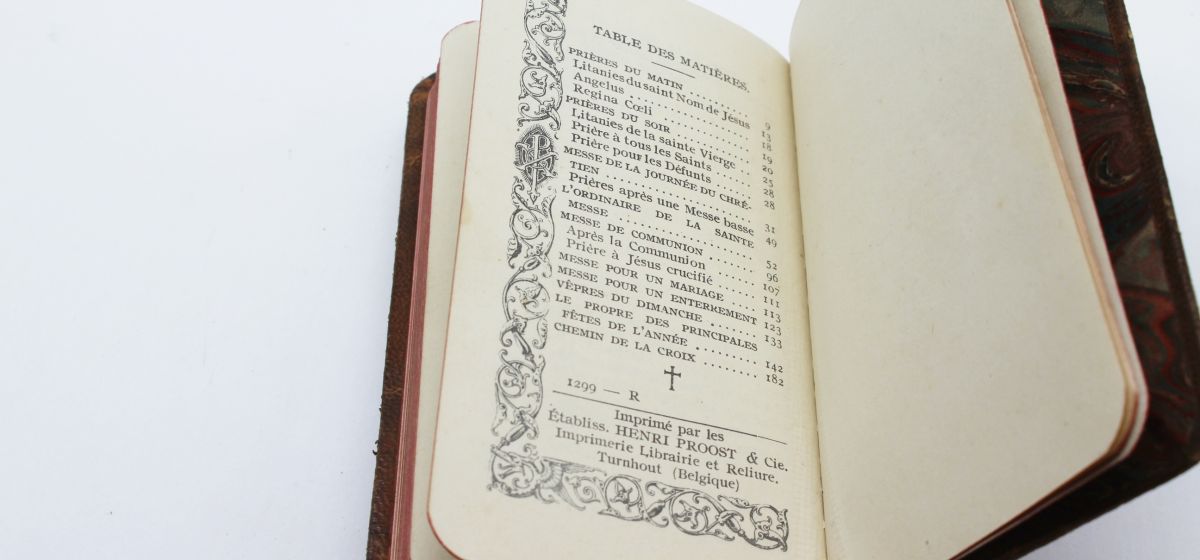 TABLE DES MATIÈRES.
PRIÈRES DU MATIN . . . . . . . . . 9
Litanies du saint Nom de Jésus 13
Angelus . . . . . . . . . . . . . 18
Regina Cœli . . . . . . . . . . . 19
PRIÈRES DU SOIR . . . . . . . . . 20
Litanies de la sainte Vierge . . 25
Prière à tous les Saints . . . . . 28
Prière pour les Défunts . . . . . . 28
MESSE DE LA JOURNÉE DU CHRÉ-
TIEN . . . . . . . . . . . . . . 31
Prières après une Messe basse 49
L'ORDINAIRE DE LA SAINTE
MESSE . . . . . . . . . . . . . . 52
MESSE DE COMMUNION . . . . . . . 96
Après la Communion . . . . . . . 107
Prière à Jésus crucifié . . . . . . 111
MESSE POUR UN MARIAGE . . . . 113
MESSE POUR UN ENTERREMENT 123
VÊPRES DU DIMANCHE . . . . . . . 133
LE PROPRE DES PRINCIPALES
FÊTES DE L'ANNÉE . . . . . . . . 142
CHEMIN DE LA CROIX . . . . . . . . 182
1299 — R
Imprimé par les
Établiss. HENRI PROOST & Cie.
Imprimerie Librairie et Reliure.
Turnhout (Belgique)